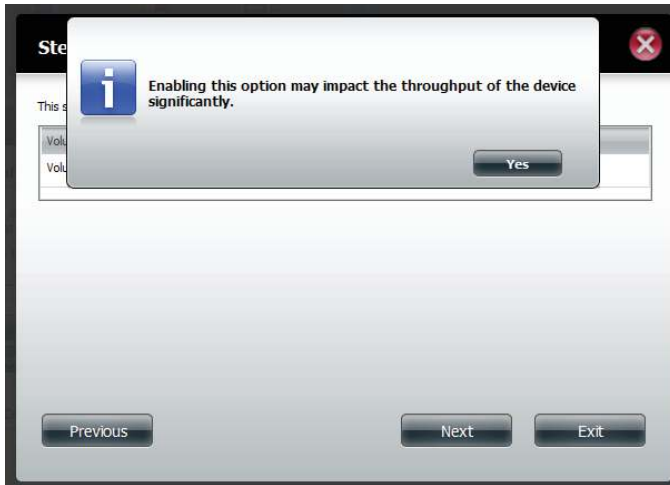 Ste
Enabling this option may impact the throughput of the device
significantly.
This s
Volu
Yes
Volu
Previous
Next
Exit